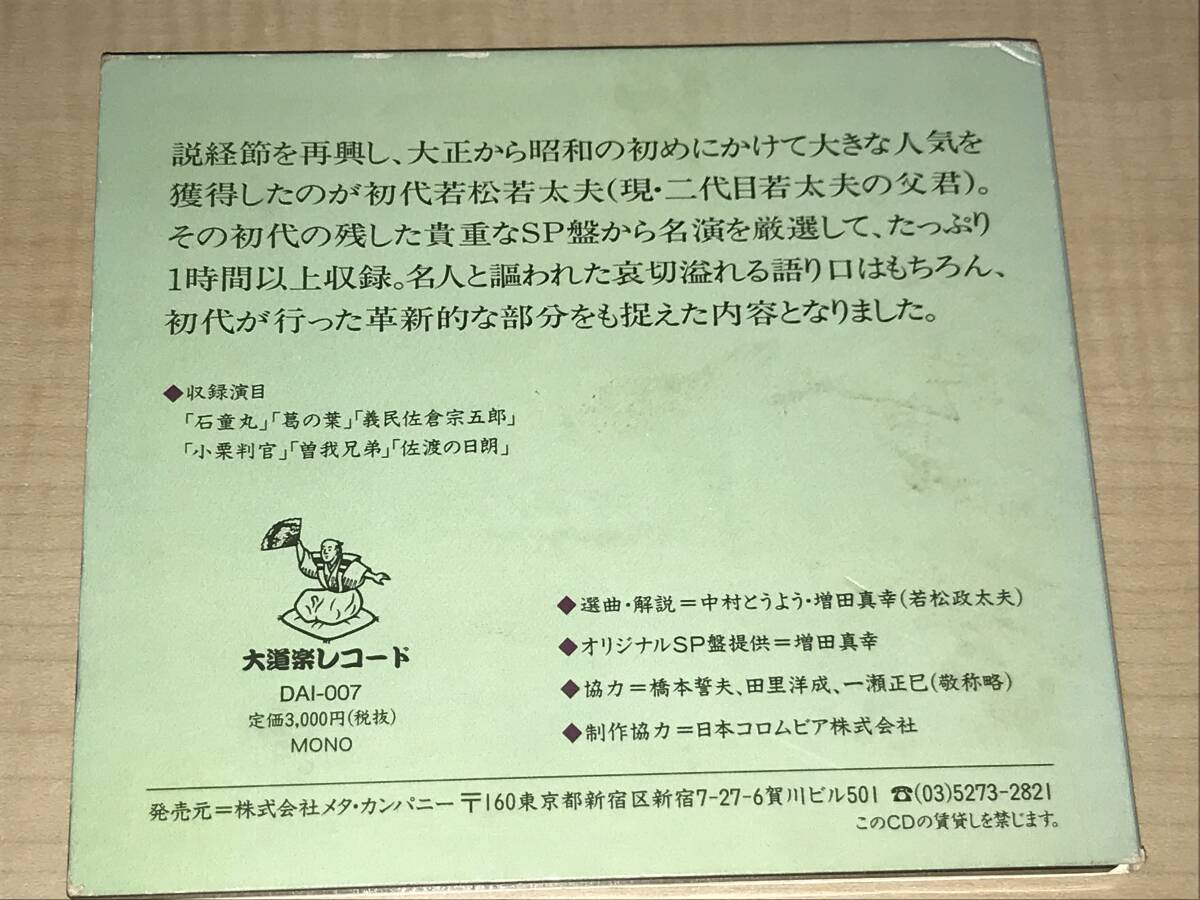 説経節を再興し、大正から昭和の初めにかけて大きな人気を
獲得したのが初代若松若太夫(現・二代目若太夫の父君)。
その初代の残した貴重なSP盤から名演を厳選して、たっぷり
1時間以上収録。名人と謳われた哀切溢れる語り口はもちろん、
初代が行った革新的な部分をも捉えた内容となりました。
◆収録演目
「石童丸」「葛の葉」「義民佐倉宗五郎」
「小栗判官」「曽我兄弟」「佐渡の日朗」
大道楽レコード
DAI-007
定価3,000円(税抜)
MONO
◆選曲・解説＝中村とうよう・増田真幸(若松政太夫)
◆オリジナルSP盤提供＝増田真幸
◆協力＝橋本誓夫、田里洋成、一瀬正巳(敬称略)
◆制作協力＝日本コロムビア株式会社
発売元＝株式会社メタ・カンパニー 〒160東京都新宿区新宿7-27-6賀川ビル501 ☎(03)5273-2821
このCDの賃貸しを禁じます。